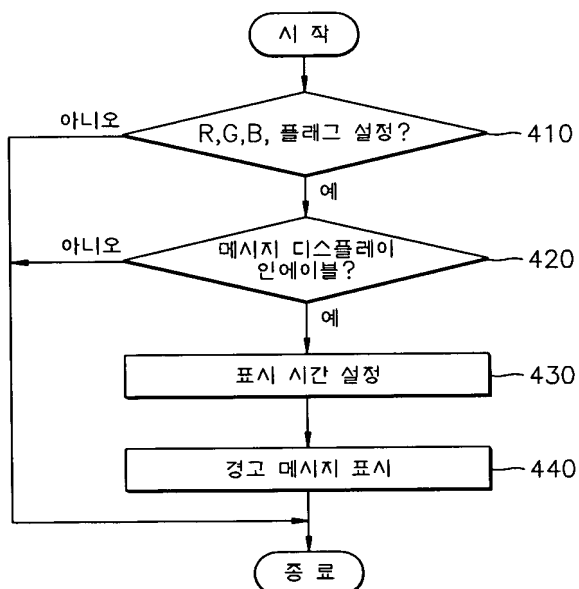 시 작
아니오
R,G,B, 플래그 설정?
410
예
아니오
메시지 디스플레이
인에이블?
420
예
표시 시간 설정
430
경고 메시지 표시
440
종 료